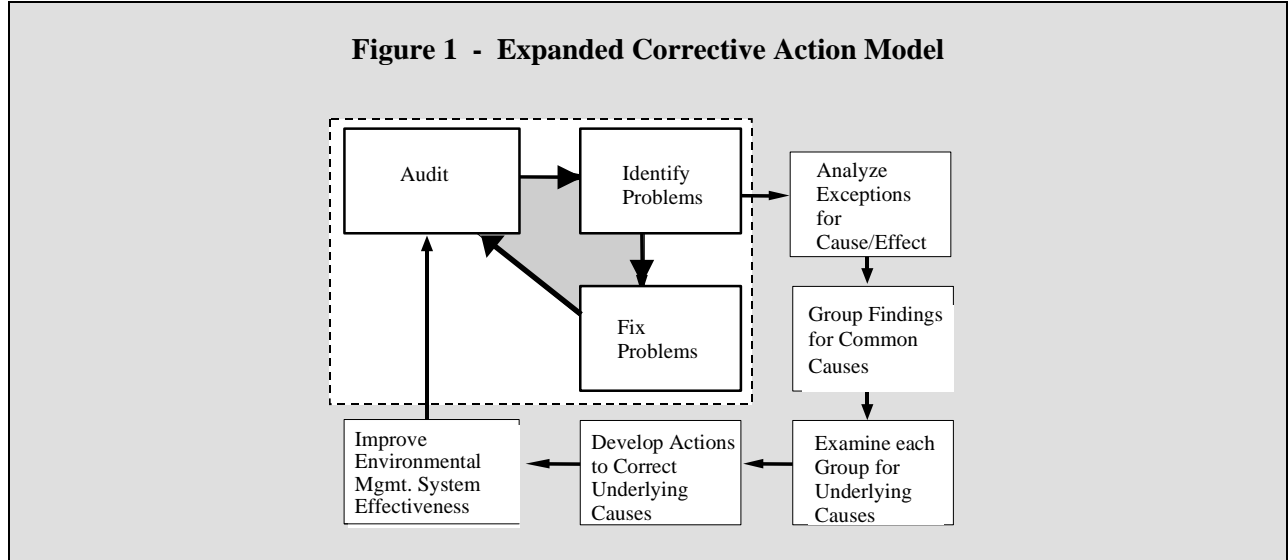 Figure 1 - Expanded Corrective Action Model
Audit
Identify
Problems
Analyze
Exceptions
for
Cause/Effect
Fix
Problems
Group Findings
for Common
Causes
Improve
Environmental
Mgmt. System
Effectiveness
Develop Actions
to Correct
Underlying
Causes
Examine each
Group for
Underlying
Causes